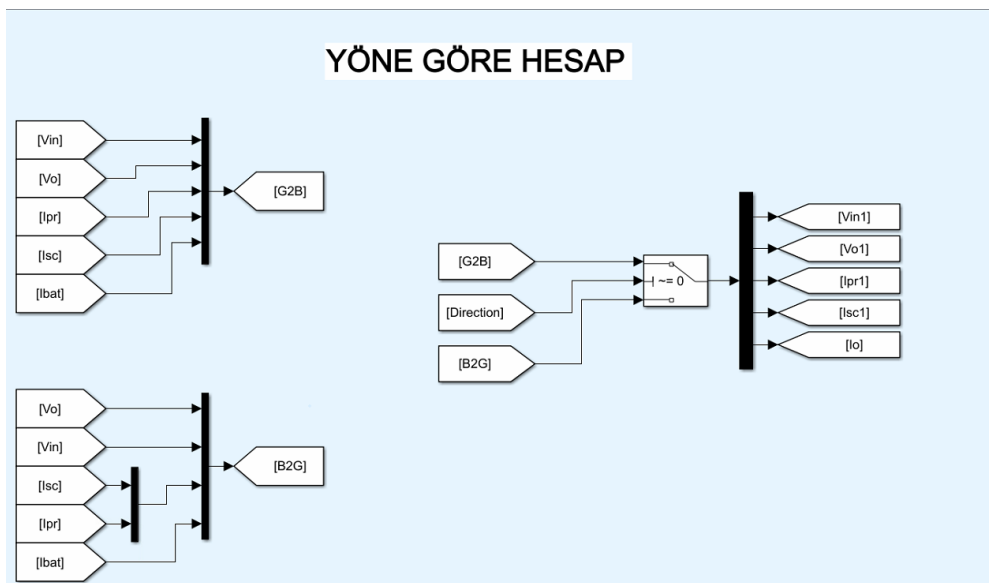 YÖNE GÖRE HESAP
[Vin]
[Vo]
[Ipr]
[Isc]
[Ibat]
[G2B]
[Vo]
[Vin]
[Isc]
[Ipr]
[Ibat]
[B2G]
[G2B]
[Direction]
[B2G]
~= 0
[Vin1]
[Vo1]
[Ipr1]
[Isc1]
[Io]